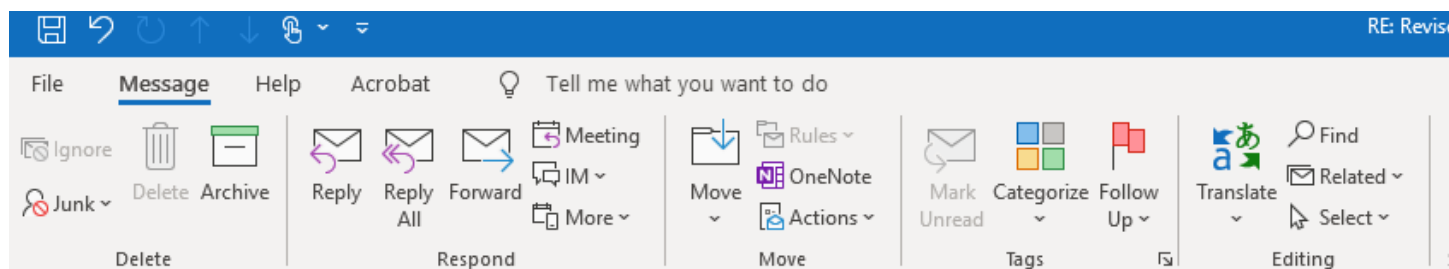 RE: Revise
File Message Help Acrobat Tell me what you want to do
Ignore
Junk
Delete
Archive
Delete
Reply
Reply
All
Forward
Meeting
IM
More
Respond
Move
Rules
OneNote
Actions
Move
Mark
Unread
Categorize
Follow
Up
Tags
Translate
Find
Related
Select
Editing